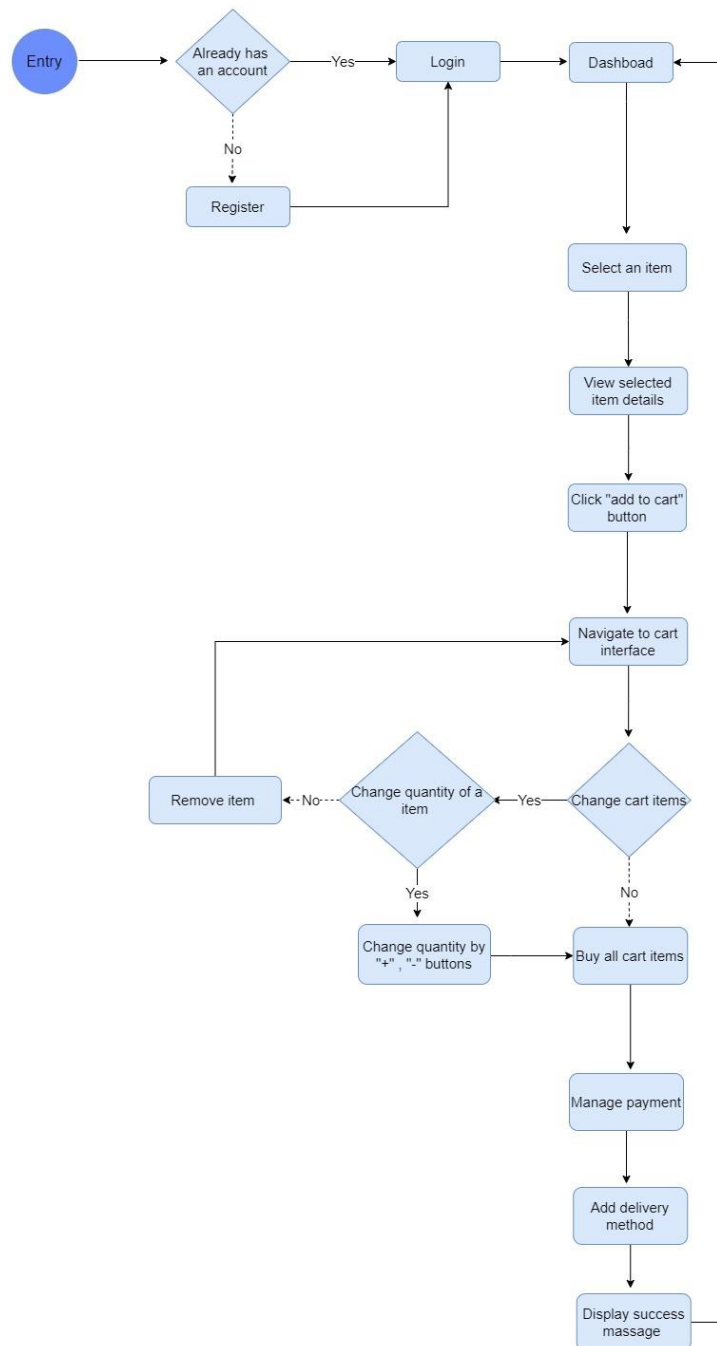 Entry
Already has
an account
Yes
Login
Dashboad
No
Register
Select an item
View selected
item details
Click "add to cart"
button
Navigate to cart
interface
Remove item
No
Change quantity of a
item
Yes
Change cart items
Yes
No
Change quantity by
"+" , "-" buttons
Buy all cart items
Manage payment
Add delivery
method
Display success
massage